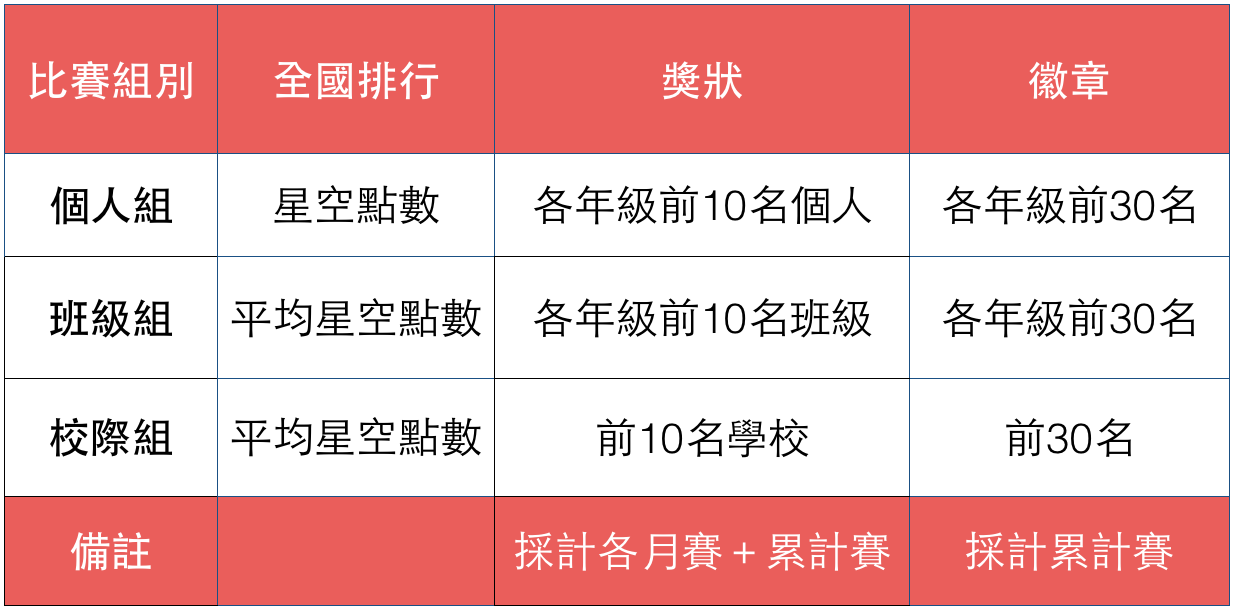 比賽組別 全國排行 獎狀 徽章
個人組 星空點數 各年級前10名個人 各年級前30名
班級組 平均星空點數 各年級前10名班級 各年級前30名
校際組 平均星空點數 前10名學校 前30名
備註 採計各月賽＋累計賽 採計累計賽